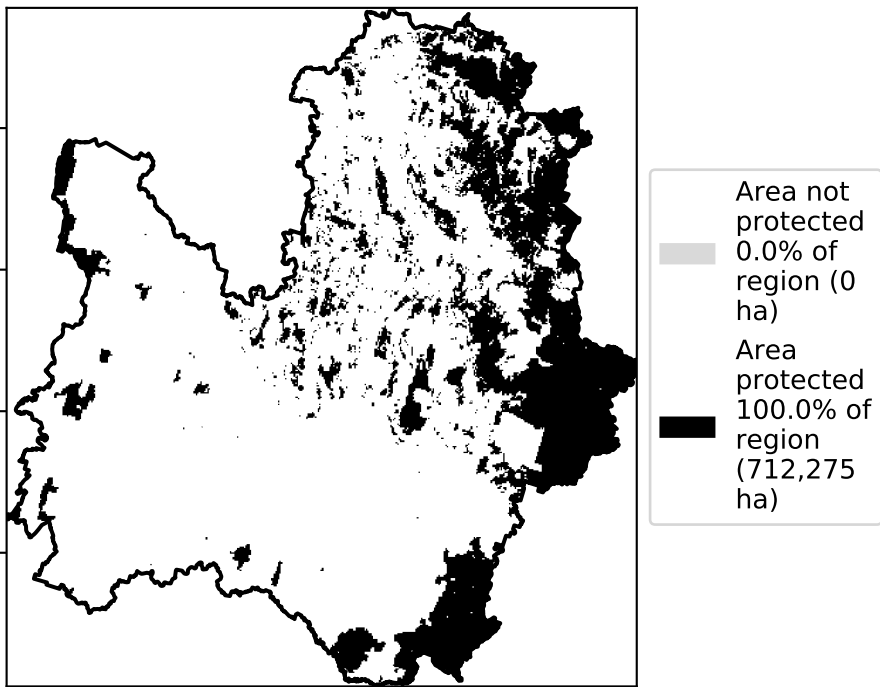 Area not
protected
0.0% of
region (0
ha)
Area
protected
100.0% of
region
(712,275
ha)